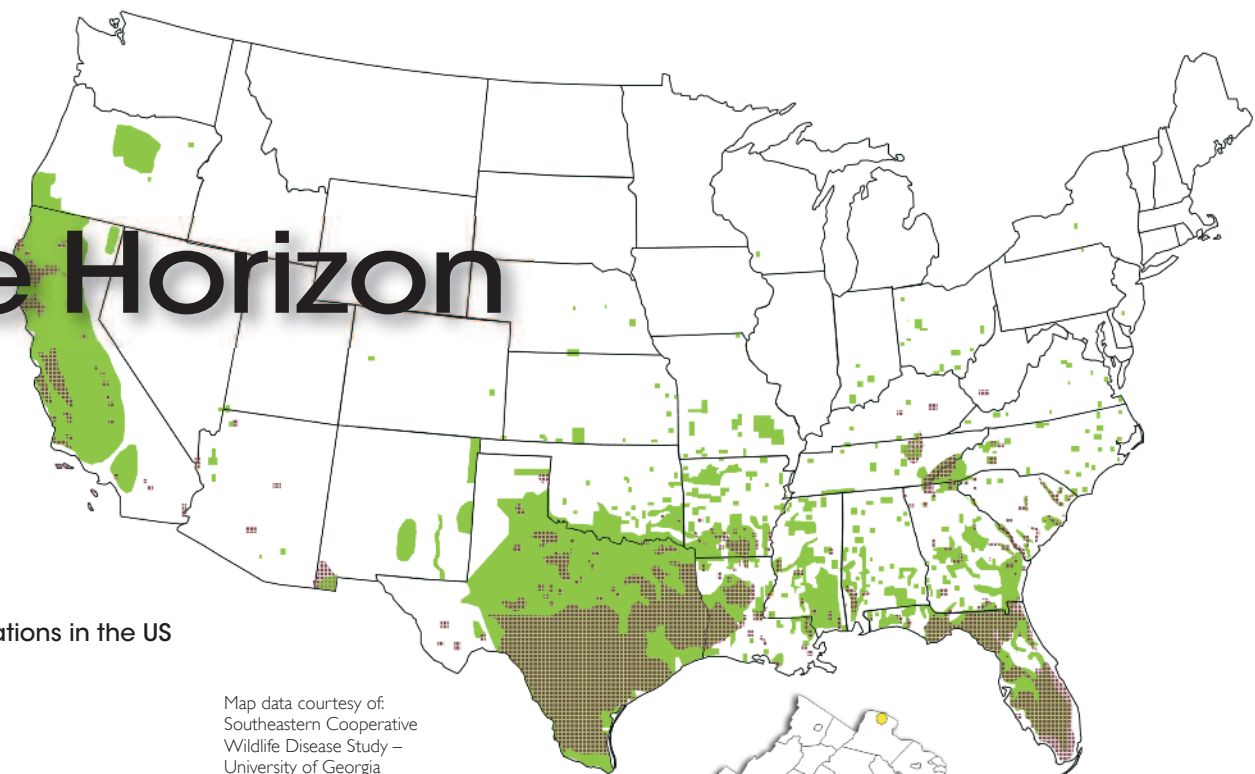 e Horizon
ations in the US
Map data courtesy of:
Southeastern Cooperative
Wildlife Disease Study –
University of Georgia